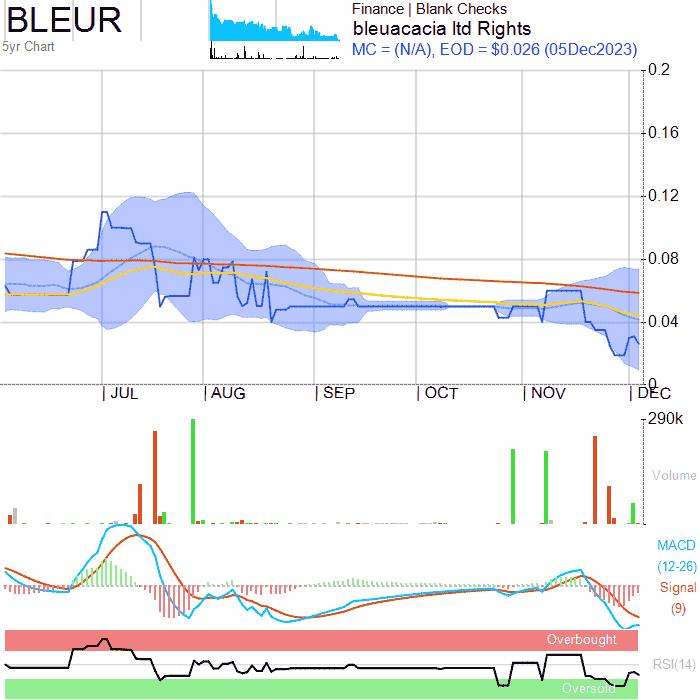 BLEUR
5yr Chart
Finance | Blank Checks
bleuacacia ltd Rights
MC = (N/A), EOD = $0.026 (05Dec2023)
0.2
0.16
0.12
0.08
0.04
0
JUL AUG SEP OCT NOV DEC
290k
Volume
MACD
(12-26)
Signal
(9)
Overbought
RSI(14)
Oversold